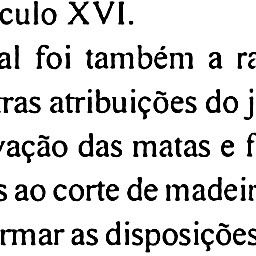 culo XVI.
al foi também a ra
tras atribuições do j
vação das matas e f
s ao corte de madeir
rmar as disposições